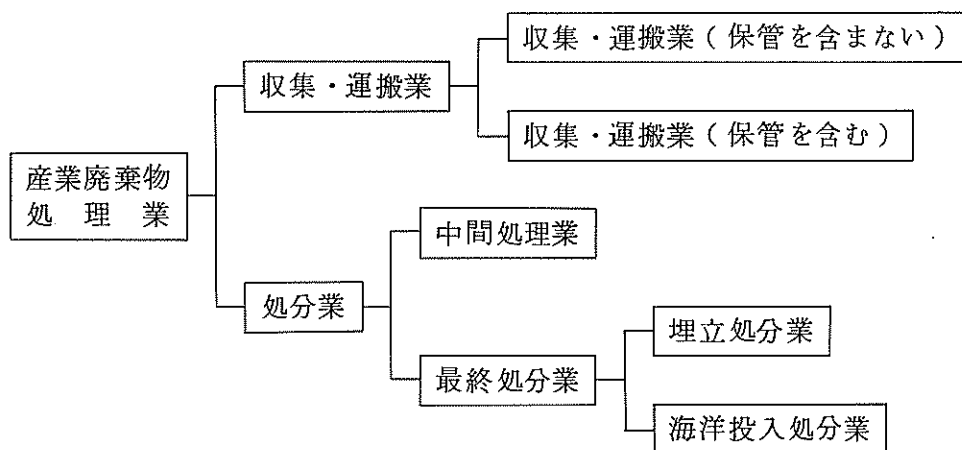 収集・運搬業（保管を含まない）
収集・運搬業
収集・運搬業（保管を含む）
産業廃棄物
処理業
中間処理業
処分業
埋立処分業
最終処分業
海洋投入処分業